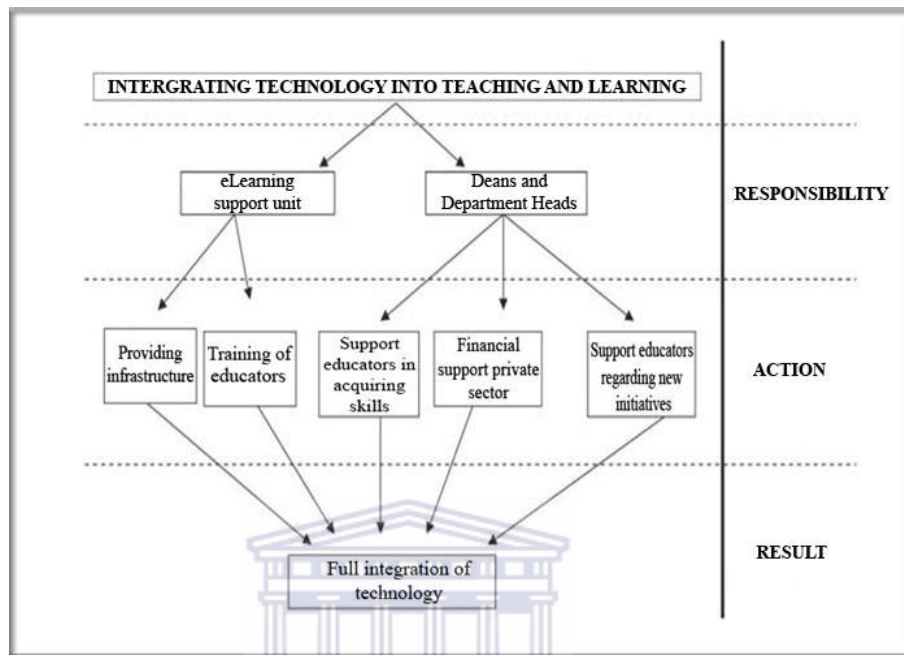 INTERGRATING TECHNOLOGY INTO TEACHING AND LEARNING
eLearning
support unit
Deans and
Department Heads
RESPONSIBILITY
Providing
infrastructure
Training of
educators
Support
educators in
acquiring
skills
Financial
support private
sector
Support educators
regarding new
initiatives
ACTION
Full integration of
technology
RESULT